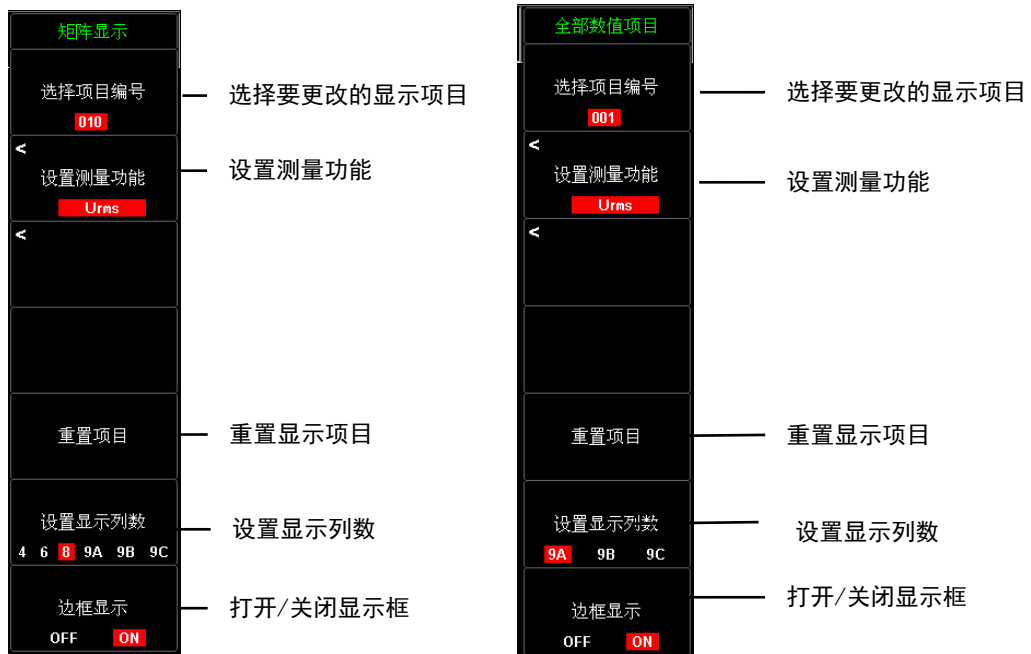 矩阵显示
选择项目编号
010
选择要更改的显示项目
<
设置测量功能
Urms
设置测量功能
<
重置项目
重置显示项目
设置显示列数
4 6 8 9A 9B 9C
设置显示列数
边框显示
OFF ON
打开/关闭显示框
全部数值项目
选择项目编号
001
选择要更改的显示项目
<
设置测量功能
Urms
设置测量功能
<
重置项目
重置显示项目
设置显示列数
9A 9B 9C
设置显示列数
边框显示
OFF ON
打开/关闭显示框